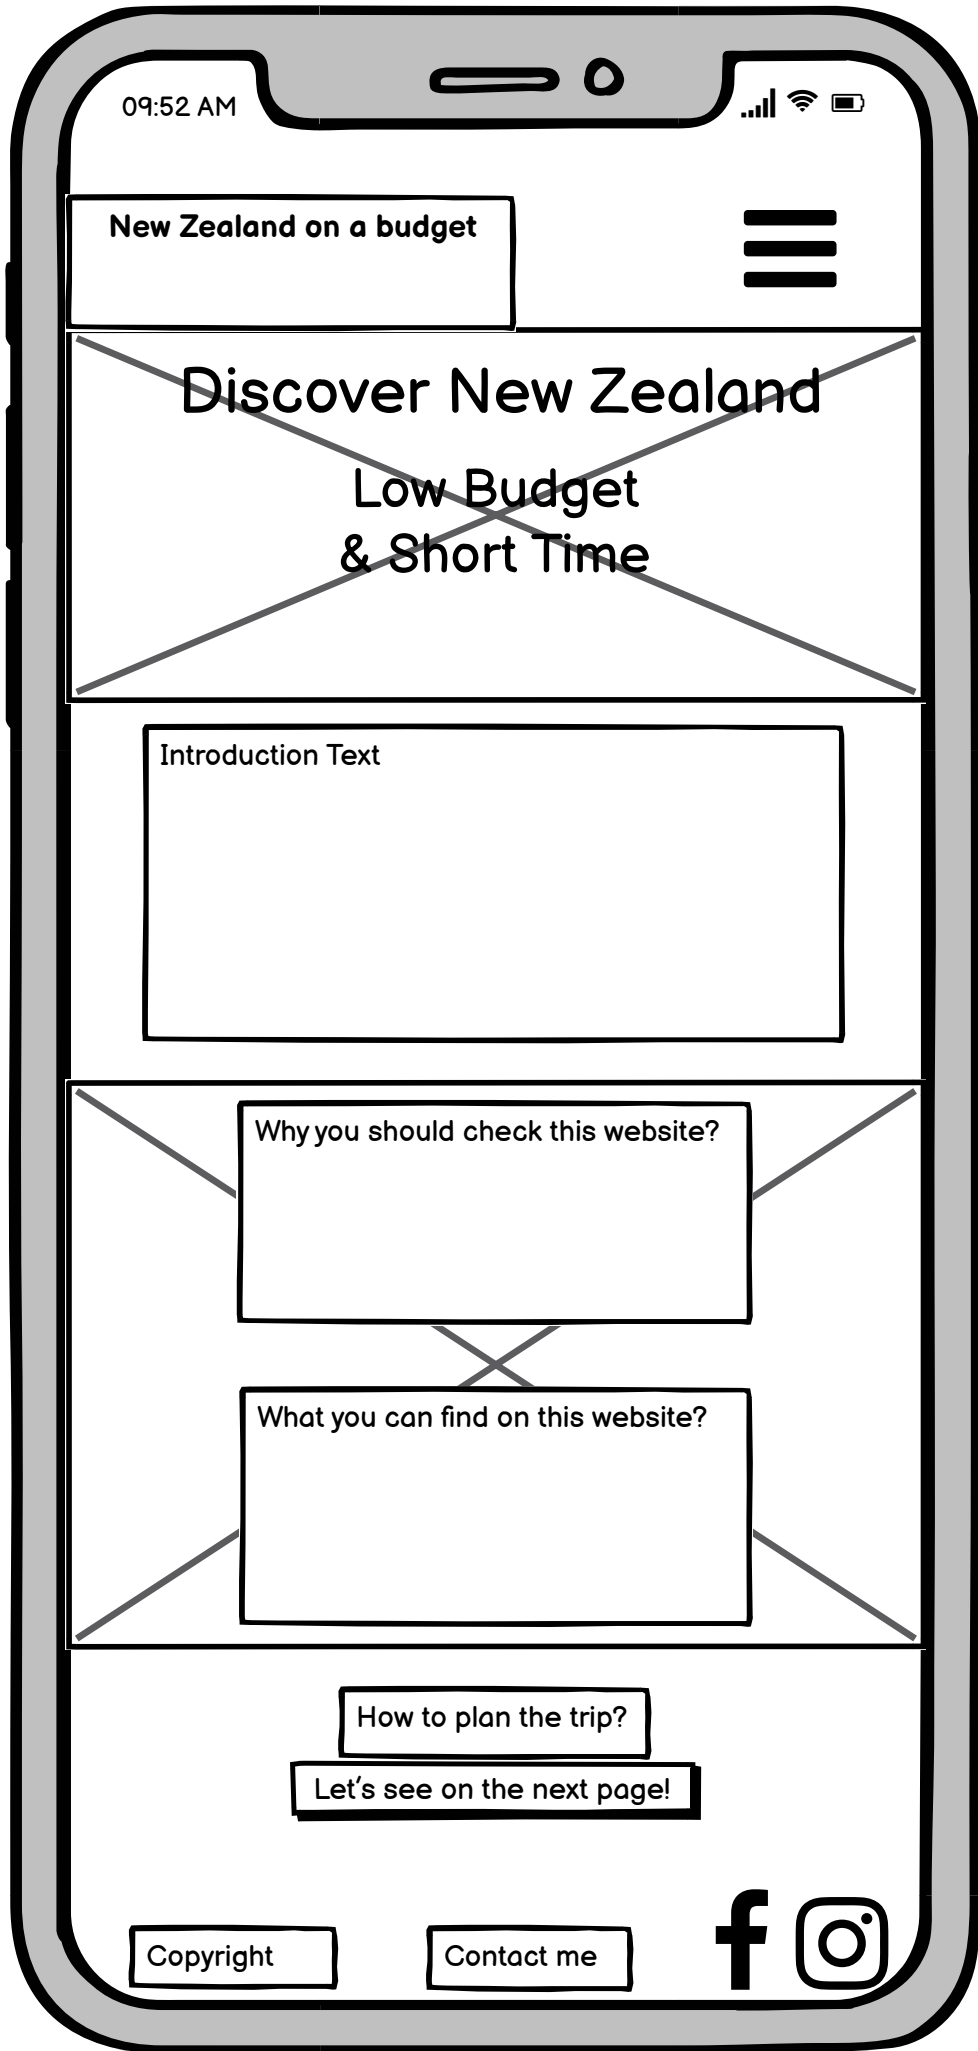 09:52 AM
New Zealand on a budget
Discover New Zealand
Low Budget
& Short Time
Introduction Text
Why you should check this website?
What you can find on this website?
How to plan the trip?
Let's see on the next page!
Copyright
Contact me